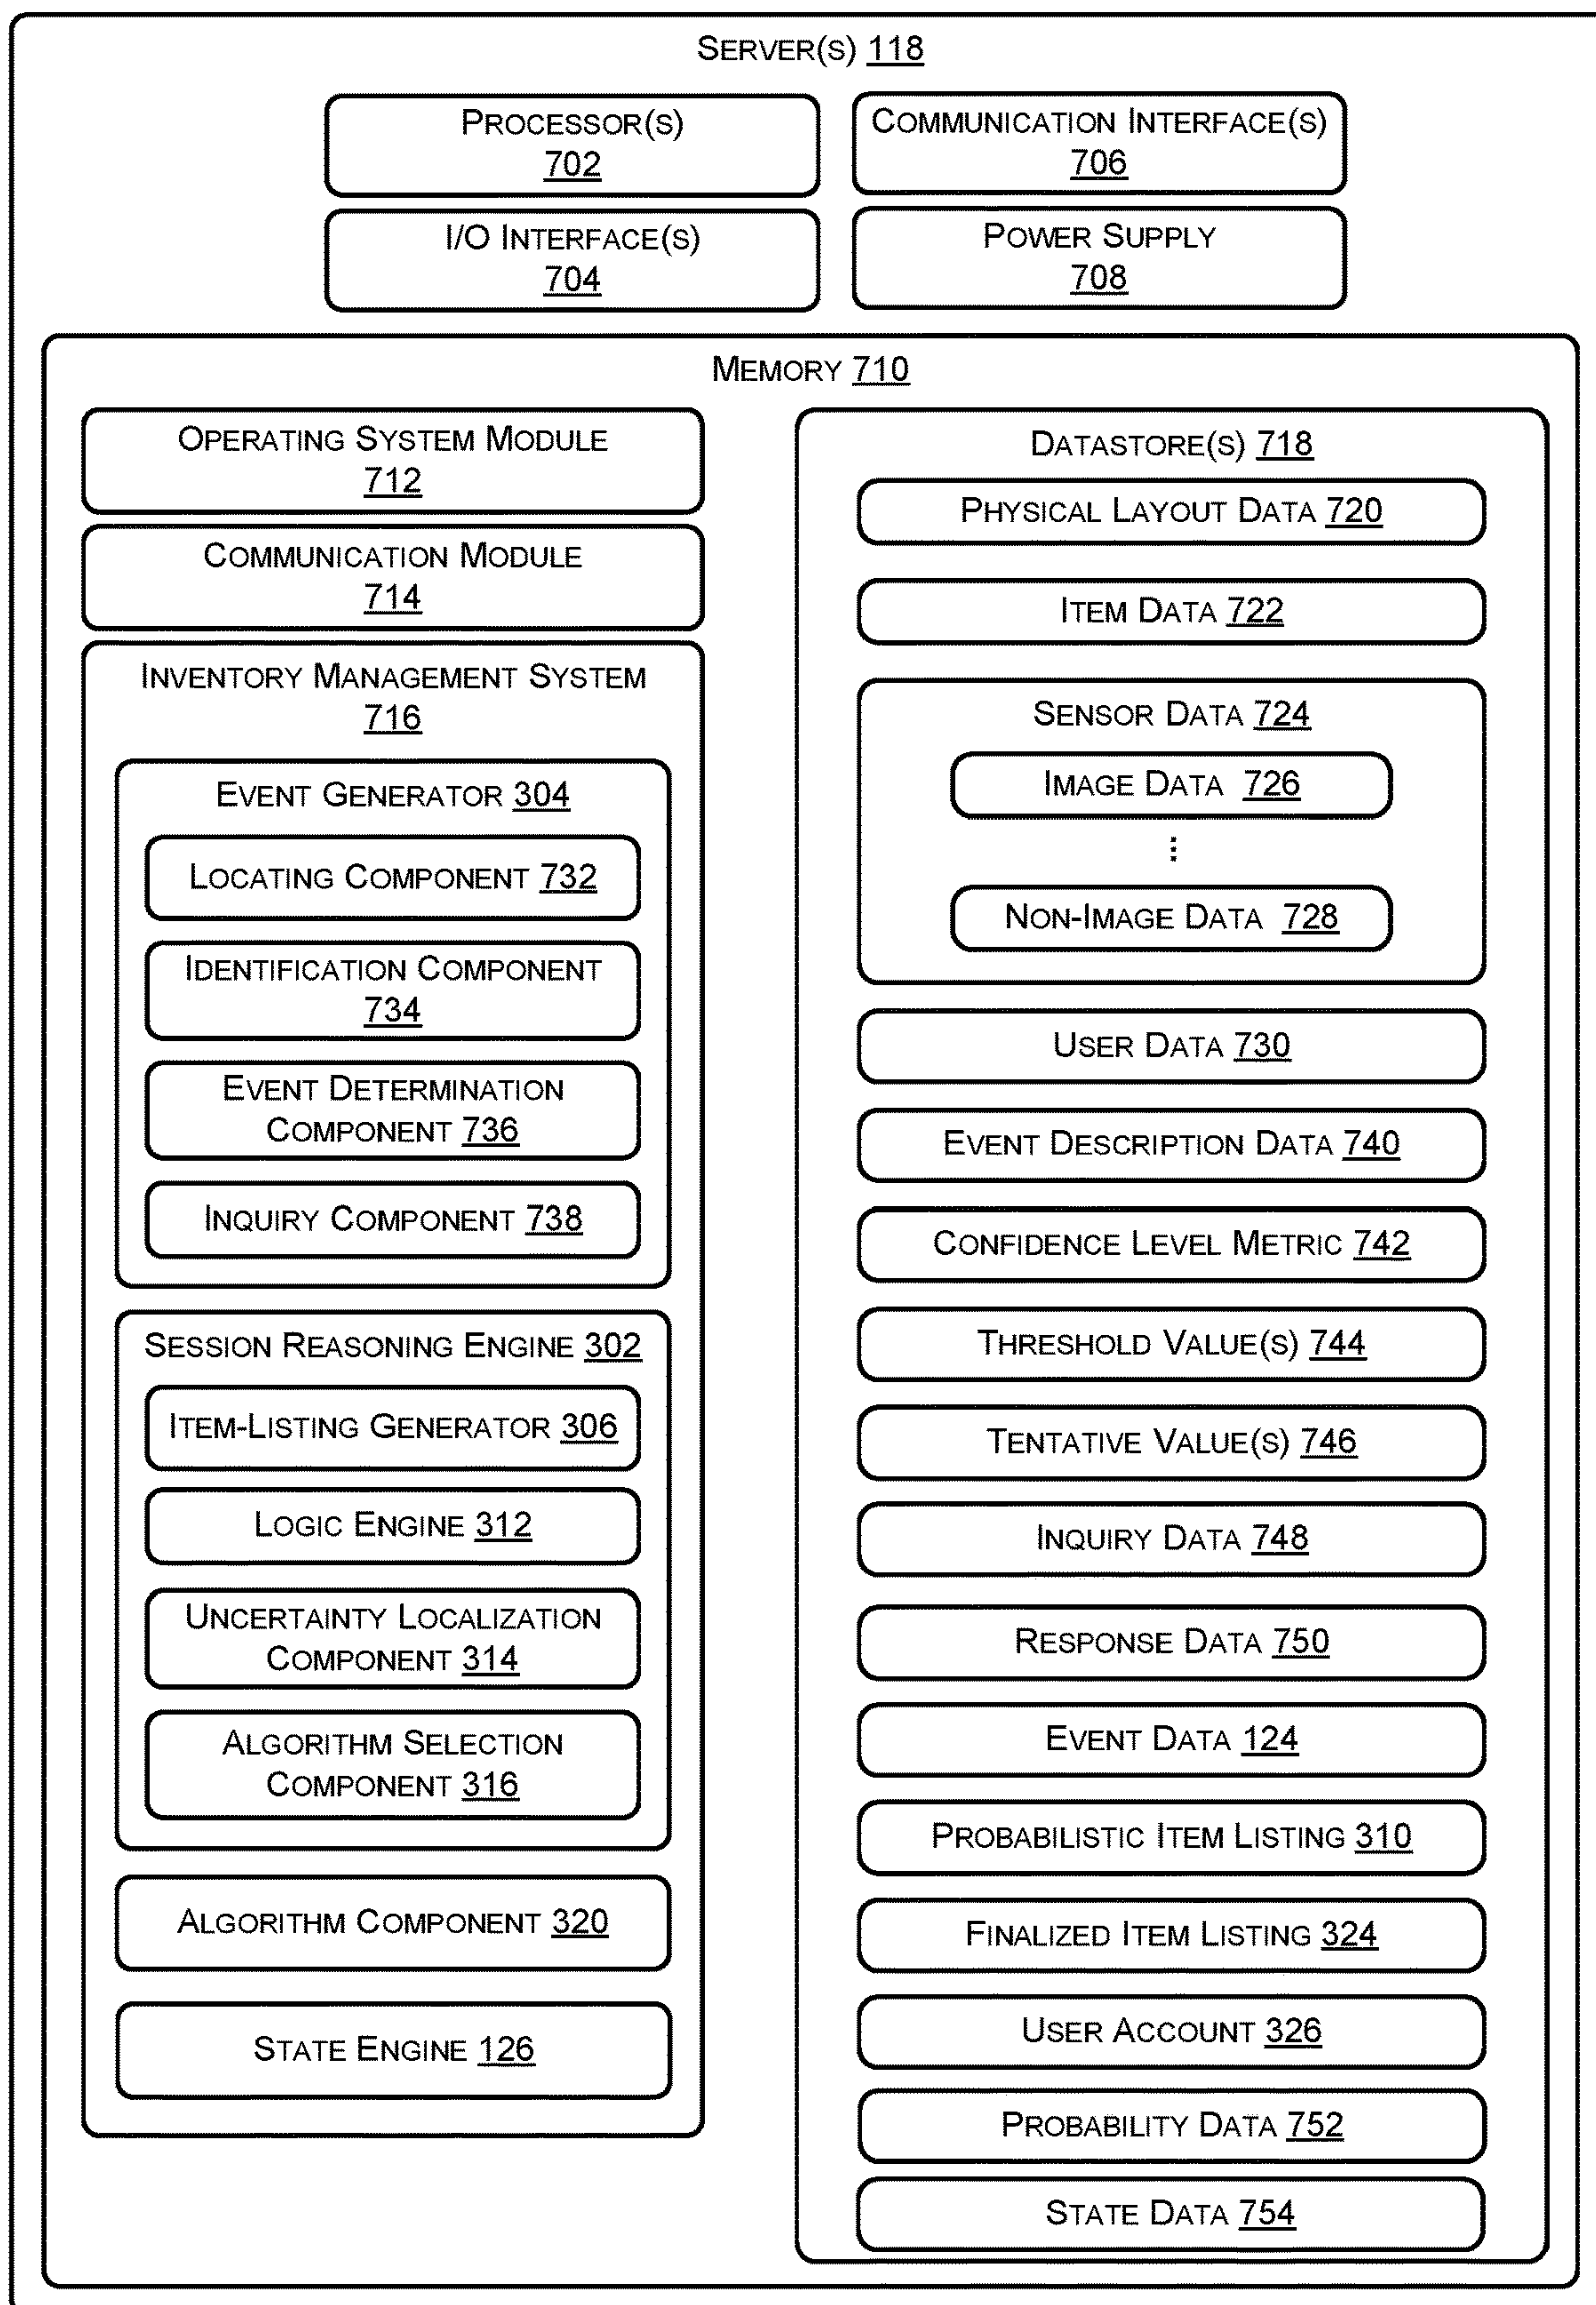 SERVER(S) 118
PROCESSOR(S)
702
COMMUNICATION INTERFACE(S)
706
I/O INTERFACE(S)
704
POWER SUPPLY
708
MEMORY 710
OPERATING SYSTEM MODULE
712
COMMUNICATION MODULE
714
INVENTORY MANAGEMENT SYSTEM
716
EVENT GENERATOR 304
LOCATING COMPONENT 732
IDENTIFICATION COMPONENT
734
EVENT DETERMINATION
COMPONENT 736
INQUIRY COMPONENT 738
SESSION REASONING ENGINE 302
ITEM-LISTING GENERATOR 306
LOGIC ENGINE 312
UNCERTAINTY LOCALIZATION
COMPONENT 314
ALGORITHM SELECTION
COMPONENT 316
ALGORITHM COMPONENT 320
STATE ENGINE 126
DATASTORE(S) 718
PHYSICAL LAYOUT DATA 720
ITEM DATA 722
SENSOR DATA 724
IMAGE DATA 726
⋮
NON-IMAGE DATA 728
USER DATA 730
EVENT DESCRIPTION DATA 740
CONFIDENCE LEVEL METRIC 742
THRESHOLD VALUE(S) 744
TENTATIVE VALUE(S) 746
INQUIRY DATA 748
RESPONSE DATA 750
EVENT DATA 124
PROBABILISTIC ITEM LISTING 310
FINALIZED ITEM LISTING 324
USER ACCOUNT 326
PROBABILITY DATA 752
STATE DATA 754